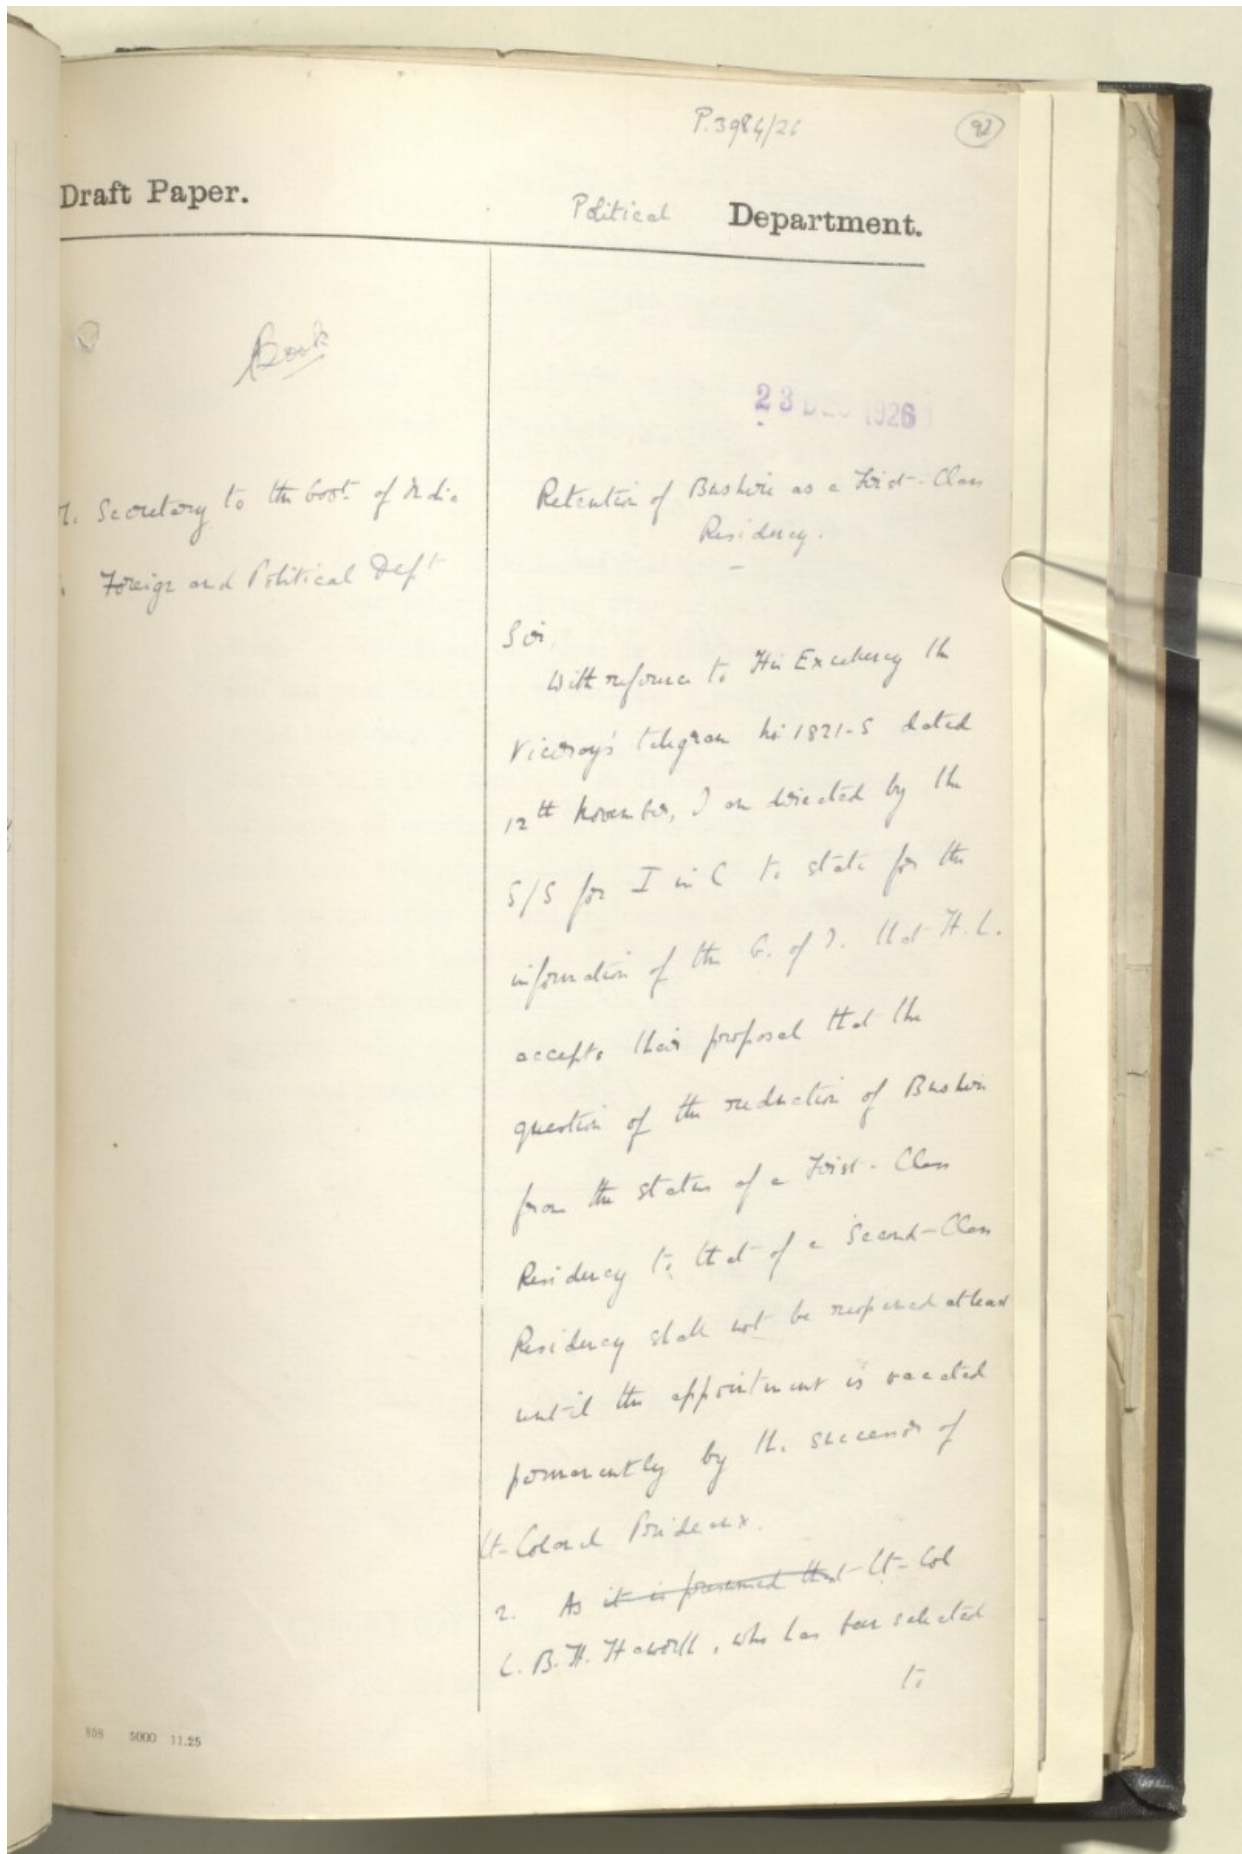 P. 3984/26
92
Draft Paper.
Political Department.
Book
23 DEC 1926
Secretary to the Govt. of India
Foreign and Political Dept
Retention of Bushire as a First-Class
Residency.
Sir,
With reference to His Excellency the
Viceroy's telegram No 1821-S dated
12th November, I am directed by the
S/S for I in C to state for the
information of the G. of I. that H. L.
accepts their proposal that the
question of the reduction of Bushire
from the status of a First-Class
Residency to that of a Second-Class
Residency shall not be reopened at least
until the appointment is vacated
permanently by the successor of
Lt-Colonel Prideaux.
2. As it is presumed that Lt-Col
L. B. H. Haworth, who has been selected
to
808 5000 11.25